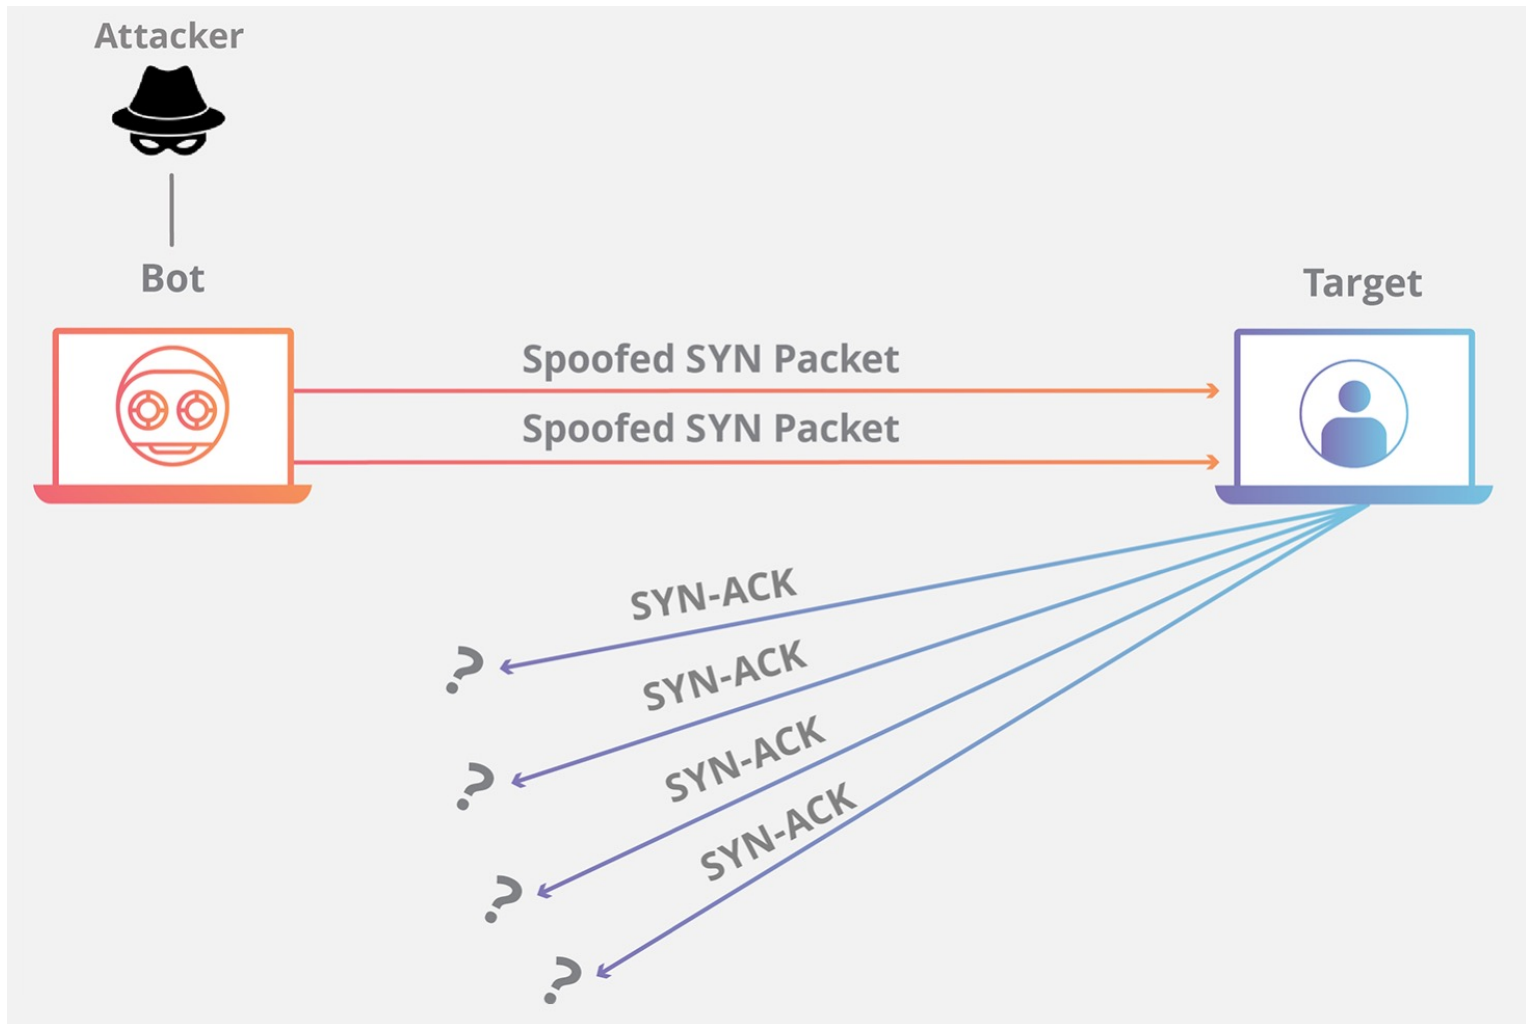 Attacker
Bot
Target
Spoofed SYN Packet
Spoofed SYN Packet
SYN-ACK
?
SYN-ACK
?
SYN-ACK
?
SYN-ACK
?